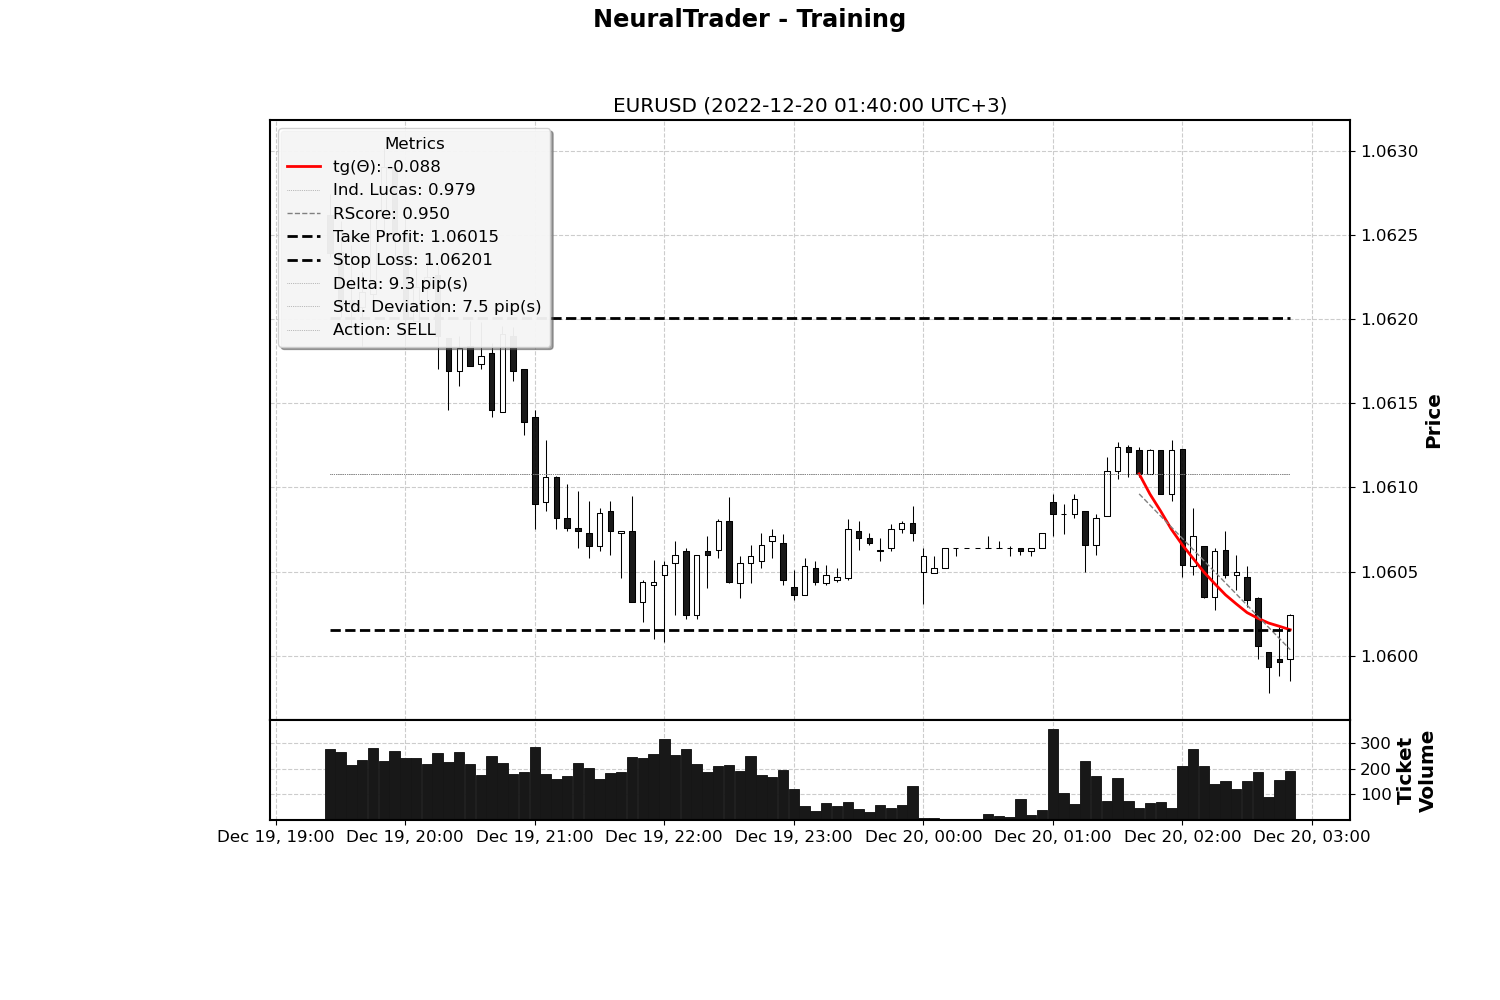 NeuralTrader - Training
EURUSD (2022-12-20 01:40:00 UTC+3)
Metrics
tg(Θ): -0.088
Ind. Lucas: 0.979
RScore: 0.950
Take Profit: 1.06015
Stop Loss: 1.06201
Delta: 9.3 pip(s)
Std. Deviation: 7.5 pip(s)
Action: SELL
1.0630
1.0625
1.0620
1.0615
1.0610
1.0605
1.0600
Price
300
200
100
Ticket
Volume
Dec 19, 19:00 Dec 19, 20:00 Dec 19, 21:00 Dec 19, 22:00 Dec 19, 23:00 Dec 20, 00:00 Dec 20, 01:00 Dec 20, 02:00 Dec 20, 03:00